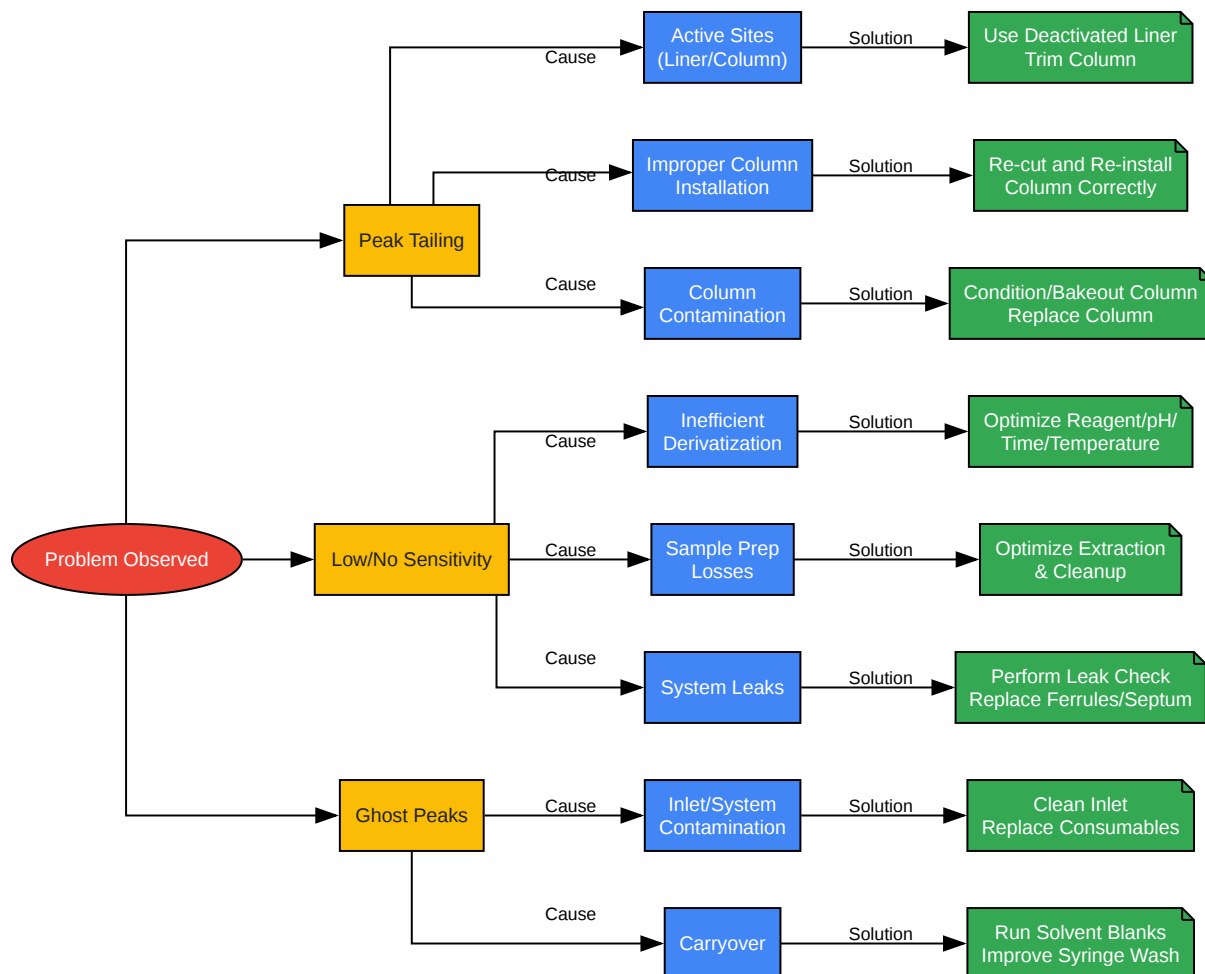 Active Sites
(Liner/Column)
Cause
Solution
Use Deactivated Liner
Trim Column
Improper Column
Installation
Cause
Solution
Re-cut and Re-install
Column Correctly
Peak Tailing
Cause
Column
Contamination
Solution
Condition/Bakeout Column
Replace Column
Inefficient
Derivatization
Cause
Solution
Optimize Reagent/pH/
Time/Temperature
Problem Observed
Low/No Sensitivity
Cause
Sample Prep
Losses
Solution
Optimize Extraction
& Cleanup
Cause
System Leaks
Solution
Perform Leak Check
Replace Ferrules/Septum
Ghost Peaks
Cause
Inlet/System
Contamination
Solution
Clean Inlet
Replace Consumables
Cause
Carryover
Solution
Run Solvent Blanks
Improve Syringe Wash